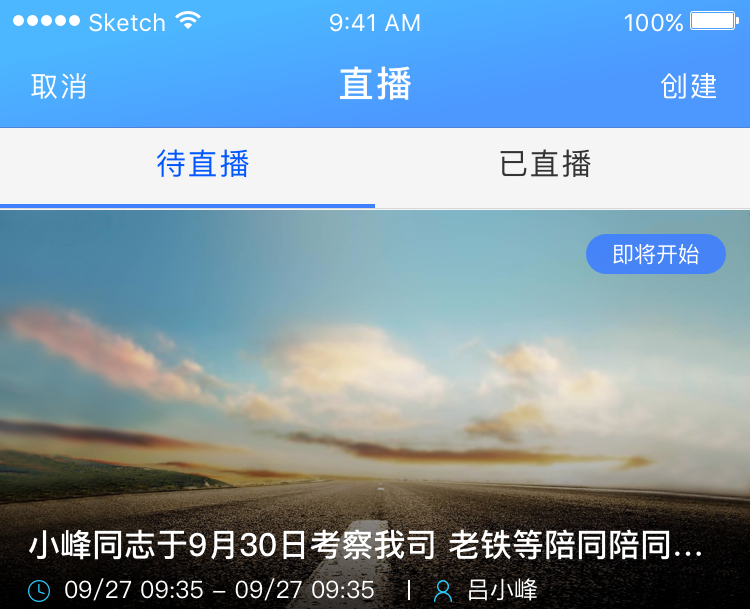 Sketch 9:41 AM 100%
取消 直播 创建
待直播 已直播
即将开始
小峰同志于9月30日考察我司 老铁等陪同陪同...
09/27 09:35 – 09/27 09:35 | 吕小峰